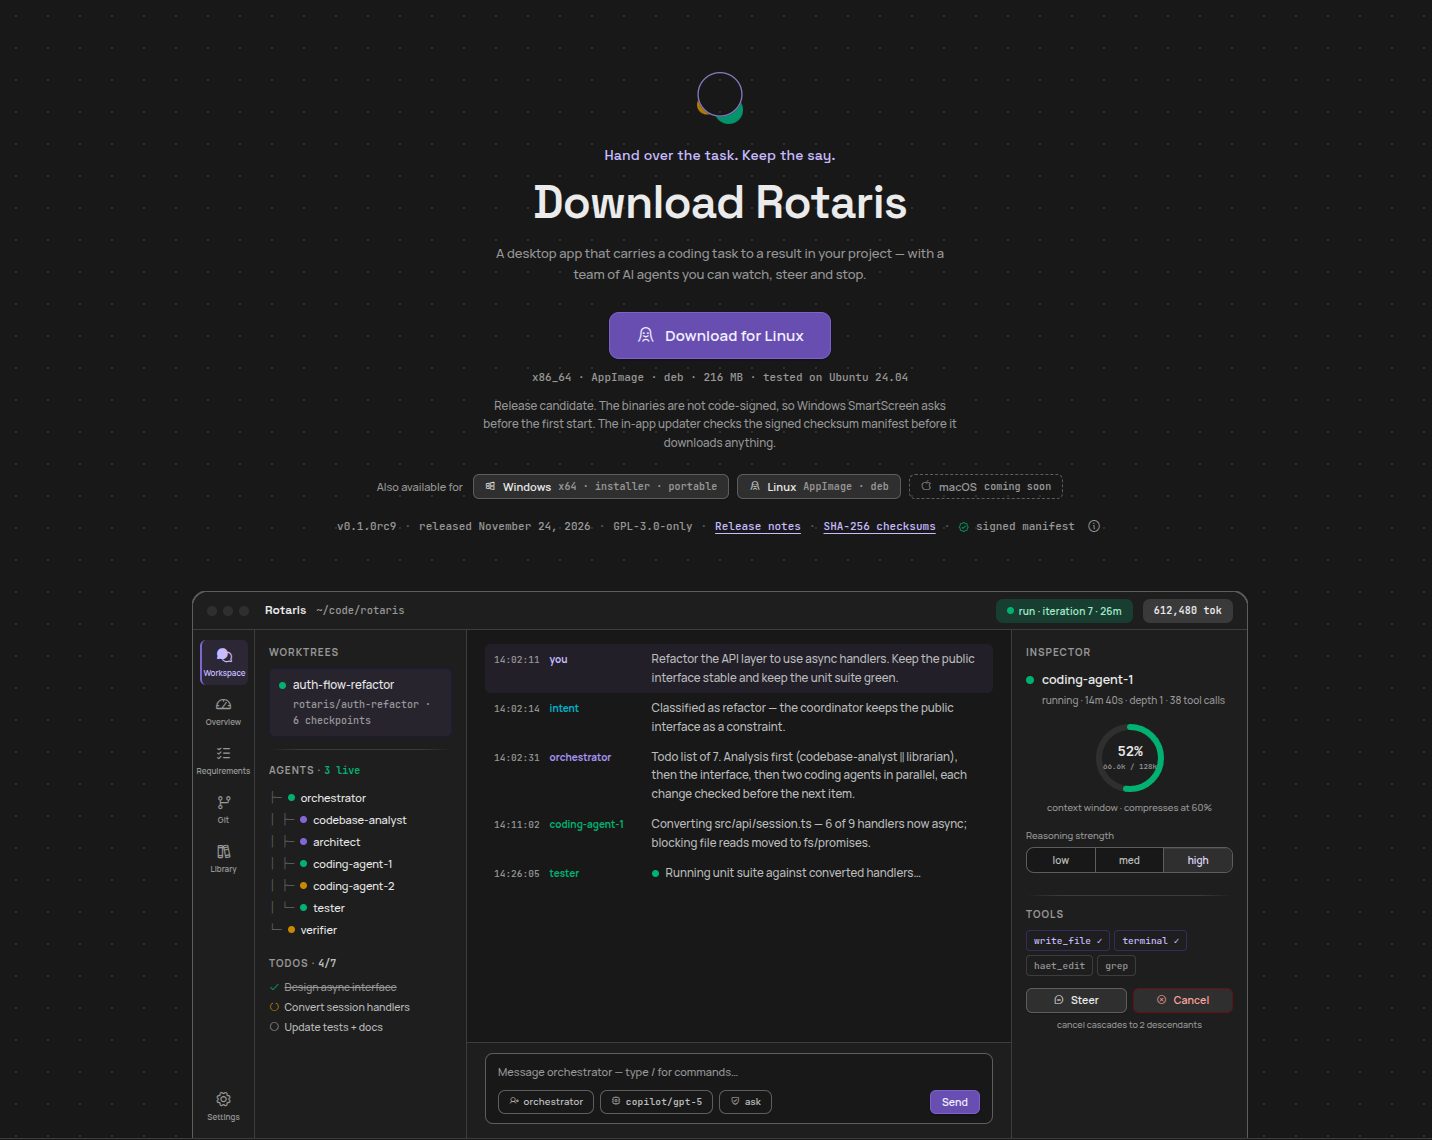 Hand over the task. Keep the say.
Download Rotaris
A desktop app that carries a coding task to a result in your project — with a
team of AI agents you can watch, steer and stop.
Download for Linux
x86_64 · AppImage · deb · 216 MB · tested on Ubuntu 24.04
Release candidate. The binaries are not code-signed, so Windows SmartScreen asks
before the first start. The in-app updater checks the signed checksum manifest before it
downloads anything.
Also available for Windows x64 · installer · portable Linux AppImage · deb macOS coming soon
v0.1.0rc9 · released November 24, 2026 · GPL-3.0-only · Release notes · SHA-256 checksums · signed manifest
Rotaris ~/code/rotaris
run · iteration 7 · 26m
612,480 tok
Workspace
Overview
Requirements
Git
Library
Settings
WORKTREES
auth-flow-refactor
rotaris/auth-refactor ·
6 checkpoints
AGENTS · 3 live
orchestrator
codebase-analyst
architect
coding-agent-1
coding-agent-2
tester
verifier
TODOS · 4/7
Design async interface
Convert session handlers
Update tests + docs
14:02:11 you Refactor the API layer to use async handlers. Keep the public
interface stable and keep the unit suite green.
14:02:14 intent Classified as refactor — the coordinator keeps the public
interface as a constraint.
14:02:31 orchestrator Todo list of 7. Analysis first (codebase-analyst || librarian),
then the interface, then two coding agents in parallel, each
change checked before the next item.
14:11:02 coding-agent-1 Converting src/api/session.ts — 6 of 9 handlers now async;
blocking file reads moved to fs/promises.
14:26:05 tester Running unit suite against converted handlers…
Message orchestrator — type / for commands…
orchestrator
copilot/gpt-5
ask
Send
INSPECTOR
coding-agent-1
running · 14m 40s · depth 1 · 38 tool calls
52%
66.6k / 128k
context window · compresses at 60%
Reasoning strength
low med high
TOOLS
write_file ✓ terminal ✓
haet_edit grep
Steer Cancel
cancel cascades to 2 descendants